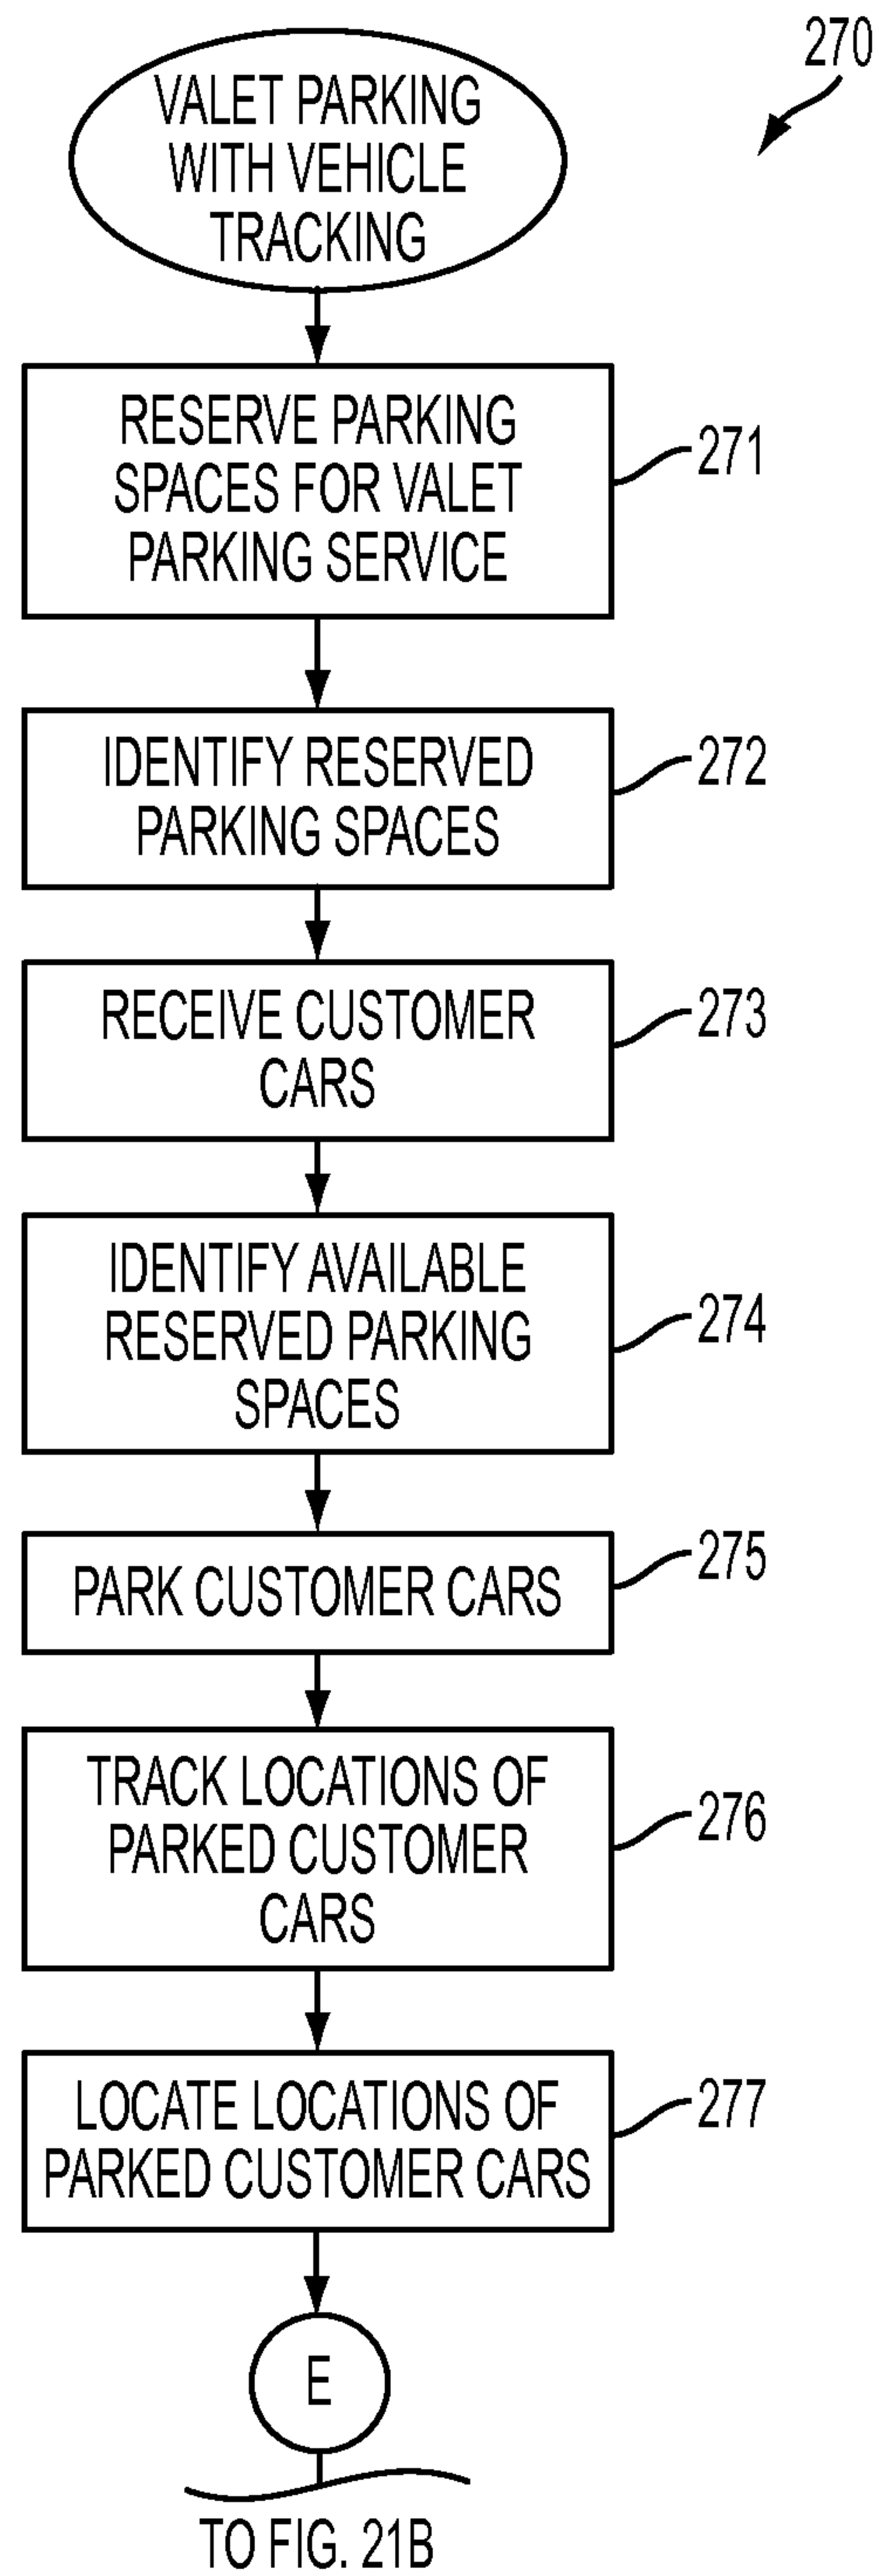 270
VALET PARKING
WITH VEHICLE
TRACKING
RESERVE PARKING
SPACES FOR VALET
PARKING SERVICE
271
IDENTIFY RESERVED
PARKING SPACES
272
RECEIVE CUSTOMER
CARS
273
IDENTIFY AVAILABLE
RESERVED PARKING
SPACES
274
PARK CUSTOMER CARS
275
TRACK LOCATIONS OF
PARKED CUSTOMER
CARS
276
LOCATE LOCATIONS OF
PARKED CUSTOMER CARS
277
E
TO FIG. 21B